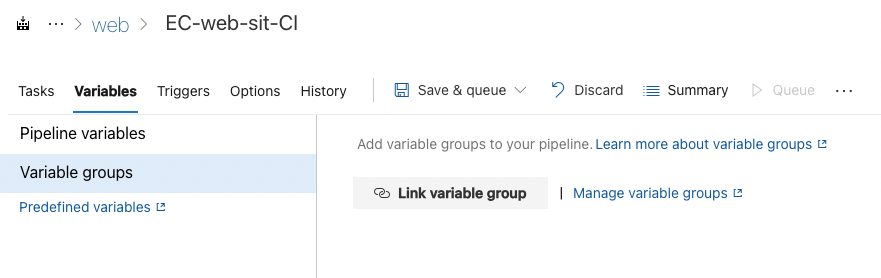 ··· > web > EC-web-sit-CI
Tasks Variables Triggers Options History | Save & queue Discard Summary Queue ···
Pipeline variables
Add variable groups to your pipeline. Learn more about variable groups
Variable groups
Link variable group | Manage variable groups
Predefined variables